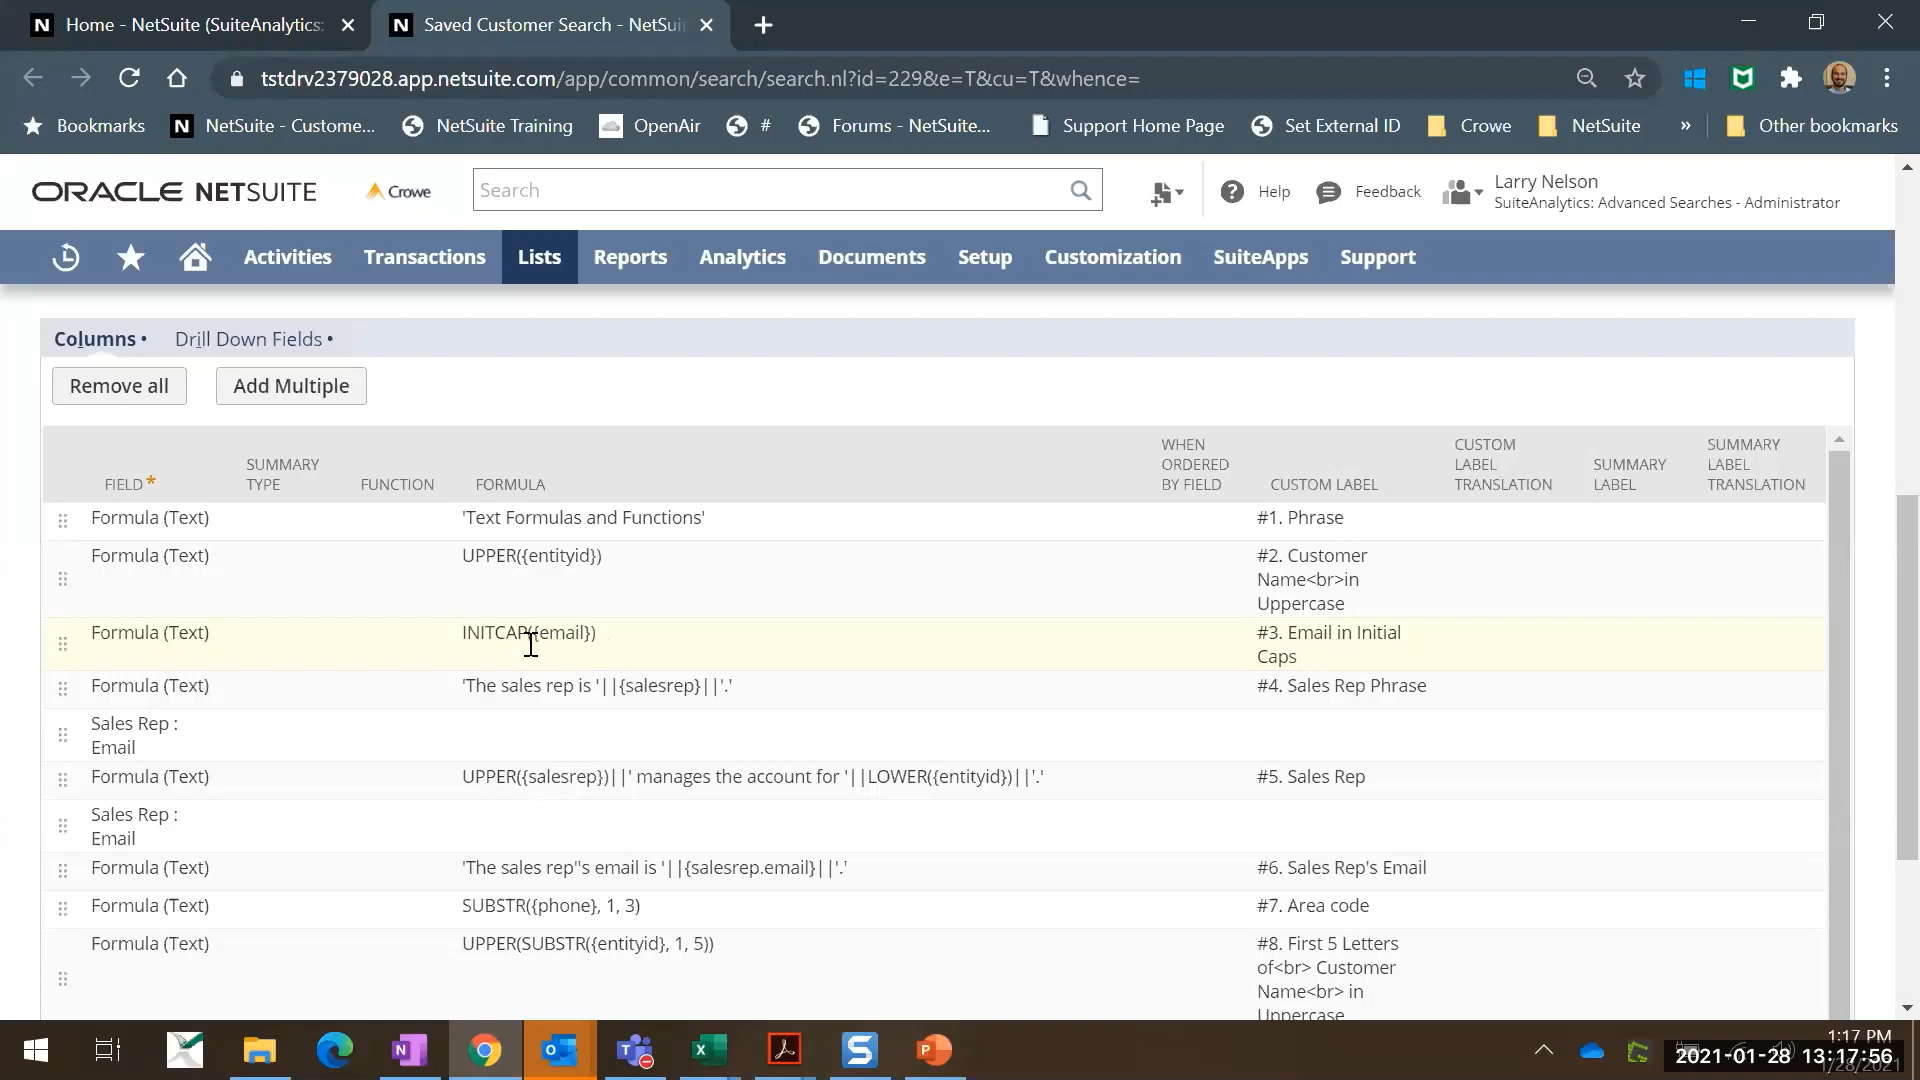 Home - NetSuite (SuiteAnalytics:
Saved Customer Search - NetSui
tstdrv2379028.app.netsuite.com/app/common/search/search.nl?id=229&e=T&cu=T&whence=
Bookmarks
NetSuite - Custome...
NetSuite Training
OpenAir
#
Forums - NetSuite...
Support Home Page
Set External ID
Crowe
NetSuite
»
Other bookmarks
ORACLE NETSUITE
Crowe
Search
Help
Feedback
Larry Nelson
SuiteAnalytics: Advanced Searches - Administrator
Activities
Transactions
Lists
Reports
Analytics
Documents
Setup
Customization
SuiteApps
Support
Columns •
Drill Down Fields •
Remove all
Add Multiple
FIELD *
SUMMARY
TYPE
FUNCTION
FORMULA
WHEN
ORDERED
BY FIELD
CUSTOM LABEL
CUSTOM
LABEL
TRANSLATION
SUMMARY
LABEL
SUMMARY
LABEL
TRANSLATION
Formula (Text)
'Text Formulas and Functions'
#1. Phrase
Formula (Text)
UPPER({entityid})
#2. Customer
Name<br>in
Uppercase
Formula (Text)
INITCAP({email})
#3. Email in Initial
Caps
Formula (Text)
'The sales rep is '||{salesrep}||'.'
#4. Sales Rep Phrase
Sales Rep :
Email
Formula (Text)
UPPER({salesrep})||' manages the account for '||LOWER({entityid})||'.'
#5. Sales Rep
Sales Rep :
Email
Formula (Text)
'The sales rep''s email is '||{salesrep.email}||'.'
#6. Sales Rep's Email
Formula (Text)
SUBSTR({phone}, 1, 3)
#7. Area code
Formula (Text)
UPPER(SUBSTR({entityid}, 1, 5))
#8. First 5 Letters
of<br> Customer
Name<br> in
Uppercase
1:17 PM
2021-01-28 13:17:56
1/28/2021